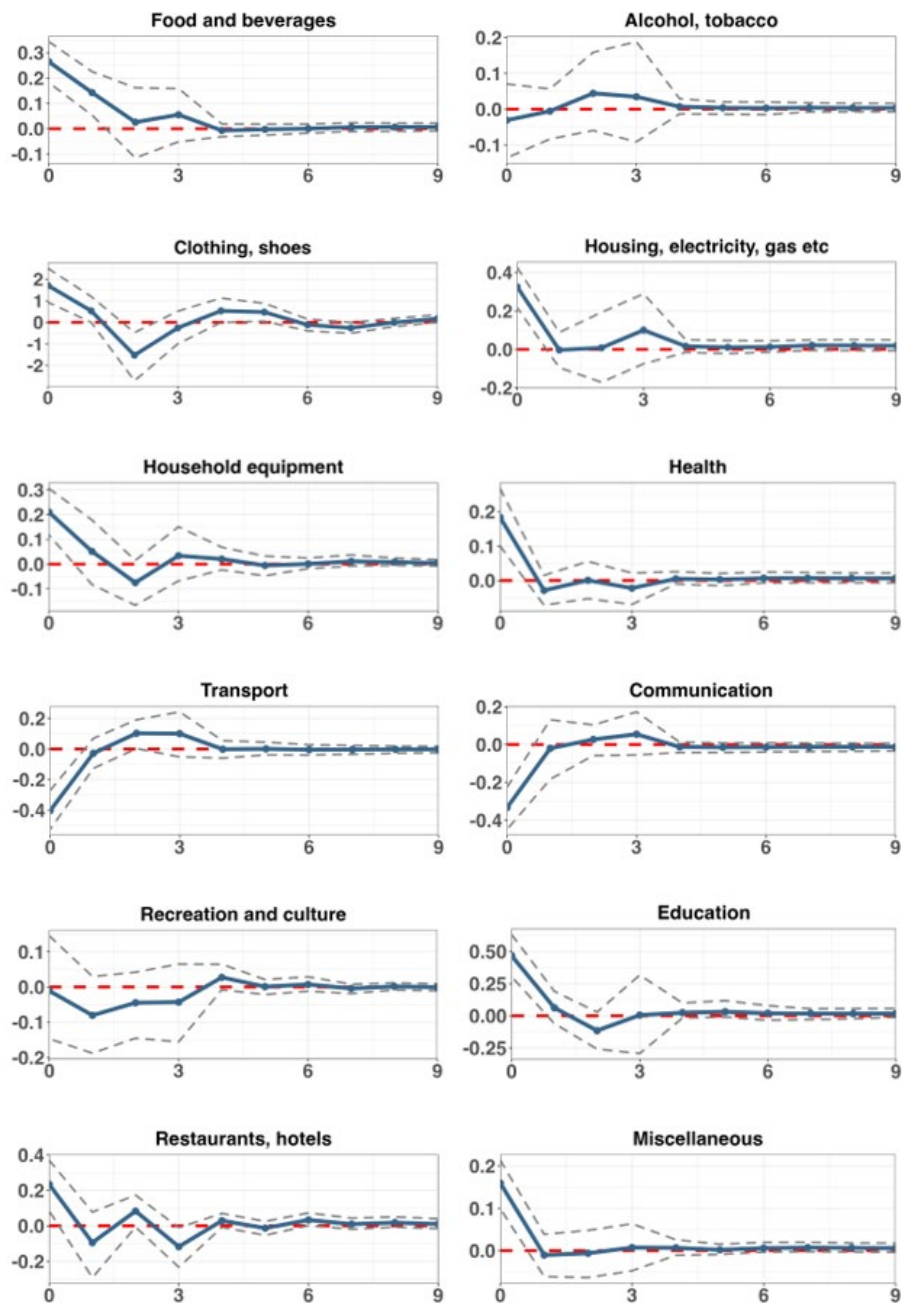 Food and beverages
0.3
0.2
0.1
0.0
-0.1
0 3 6 9
Alcohol, tobacco
0.2
0.1
0.0
-0.1
0 3 6 9
Clothing, shoes
2
1
0
-1
-2
0 3 6 9
Housing, electricity, gas etc
0.4
0.2
0.0
-0.2
0 3 6 9
Household equipment
0.3
0.2
0.1
0.0
-0.1
0 3 6 9
Health
0.2
0.1
0.0
0 3 6 9
Transport
0.2
0.0
-0.2
-0.4
0 3 6 9
Communication
0.2
0.0
-0.2
-0.4
0 3 6 9
Recreation and culture
0.1
0.0
-0.1
-0.2
0 3 6 9
Education
0.50
0.25
0.00
-0.25
0 3 6 9
Restaurants, hotels
0.4
0.2
0.0
-0.2
0 3 6 9
Miscellaneous
0.2
0.1
0.0
0 3 6 9